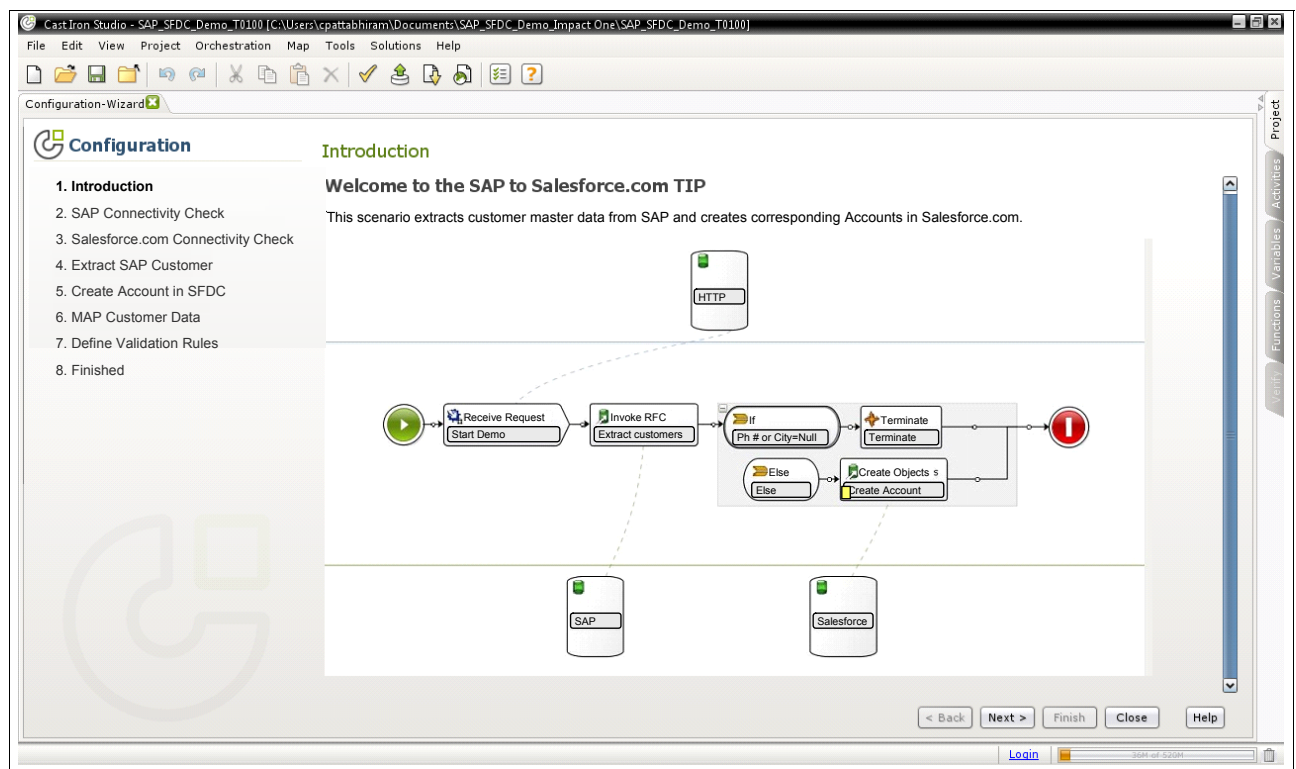 Cast Iron Studio - SAP_SFDC_Demo_T0100 [C:\Users\cpattabhiram\Documents\SAP_SFDC_Demo_Impact One\SAP_SFDC_Demo_T0100]
File Edit View Project Orchestration Map Tools Solutions Help
Configuration-Wizard
Project
Activities
Variables
Functions
Verify
Configuration
1. Introduction
2. SAP Connectivity Check
3. Salesforce.com Connectivity Check
4. Extract SAP Customer
5. Create Account in SFDC
6. MAP Customer Data
7. Define Validation Rules
8. Finished
Introduction
Welcome to the SAP to Salesforce.com TIP
This scenario extracts customer master data from SAP and creates corresponding Accounts in Salesforce.com.
HTTP
Receive Request
Start Demo
Invoke RFC
Extract customers
If
Ph # or City=Null
Terminate
Terminate
Else
Else
Create Objects s
Create Account
SAP
Salesforce
< Back Next > Finish Close Help
Login 36M of 520M